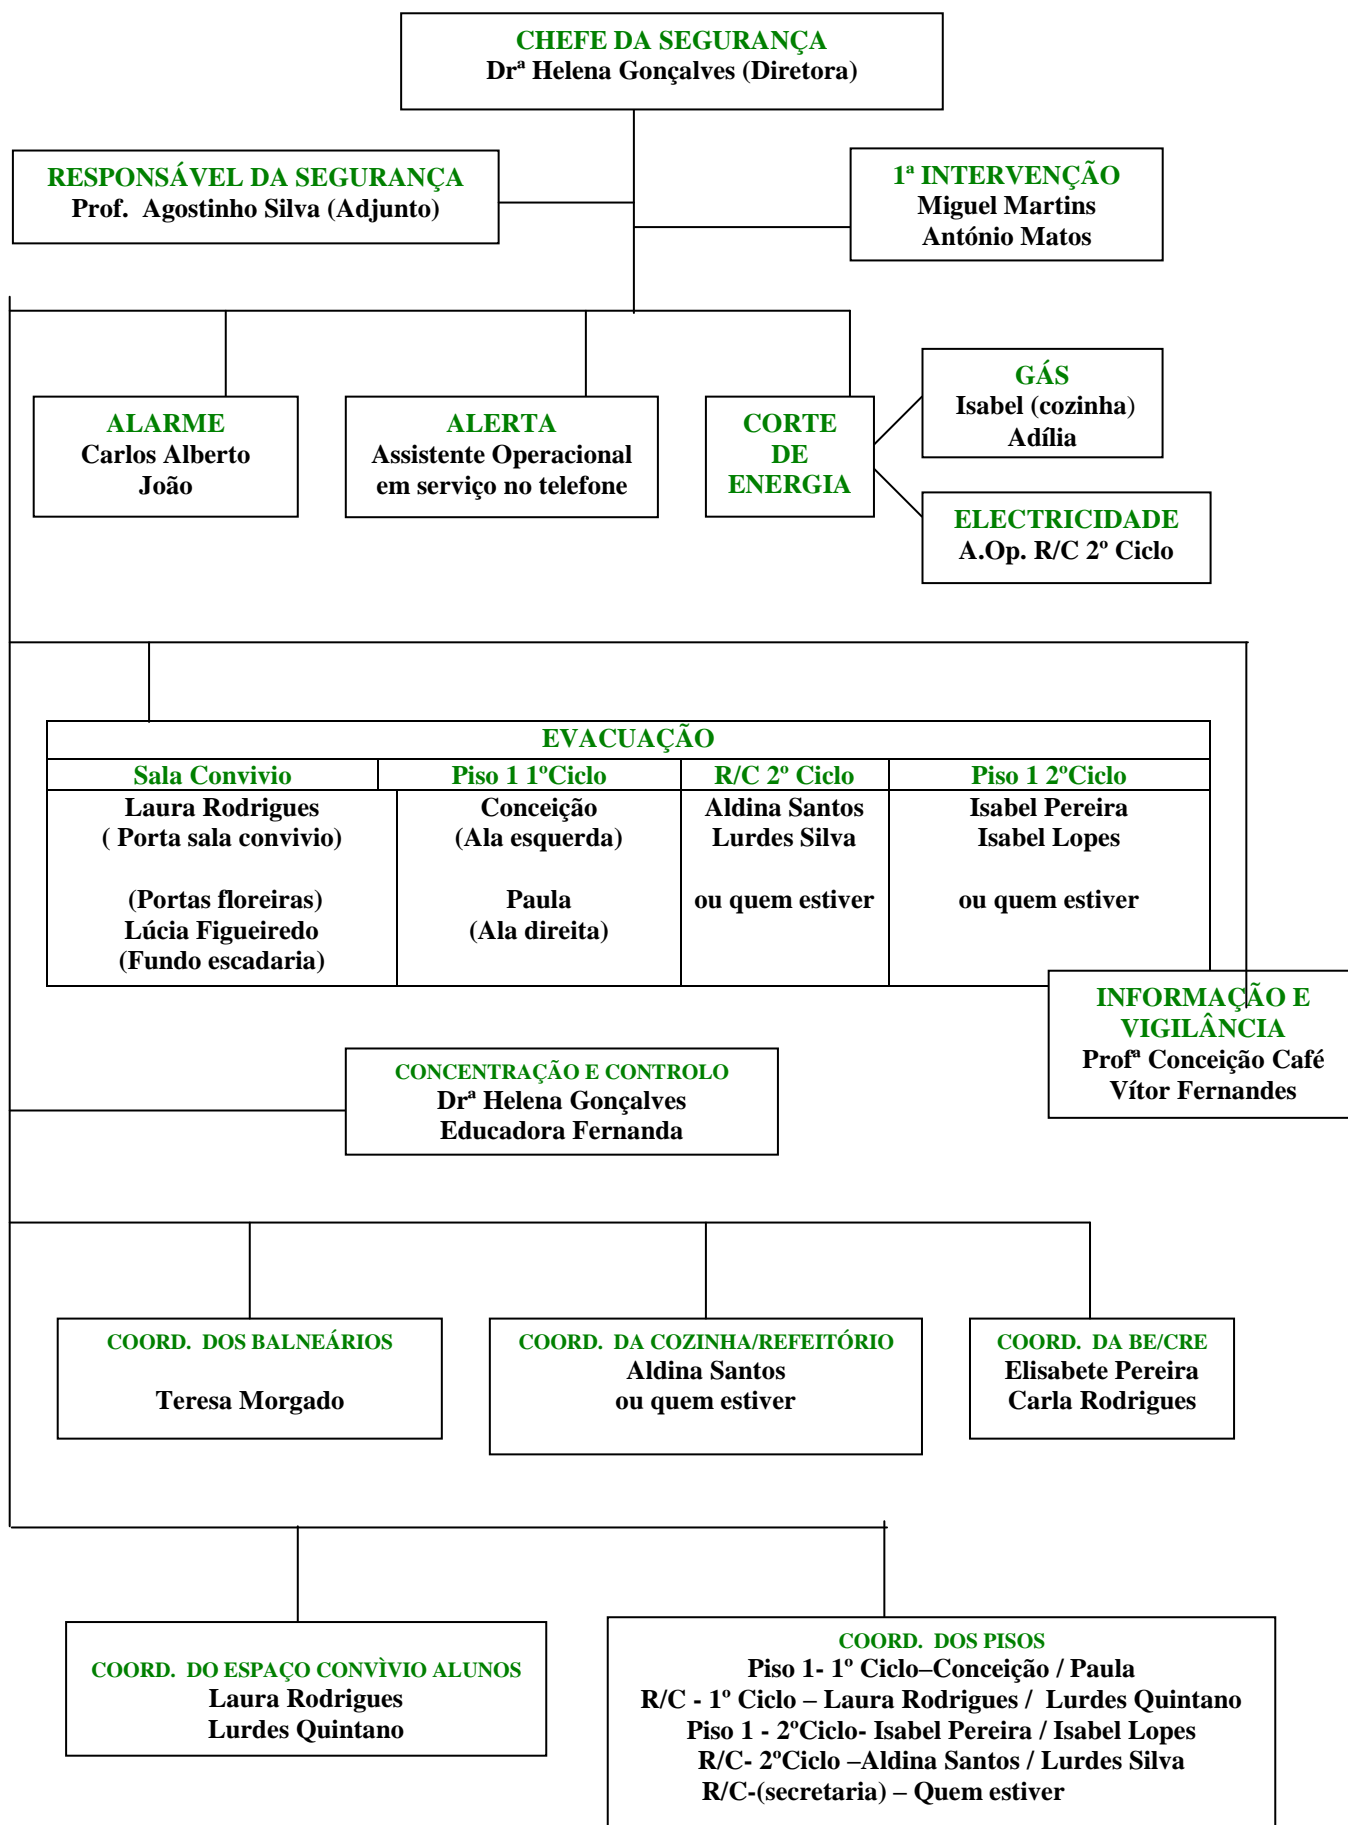 CHEFE DA SEGURANÇA
Drª Helena Gonçalves (Diretora)
RESPONSÁVEL DA SEGURANÇA
Prof.  Agostinho Silva (Adjunto)
1ª INTERVENÇÃO
Miguel Martins
António Matos
ALARME
Carlos Alberto
João
ALERTA
Assistente Operacional
em serviço no telefone
CORTE
DE
ENERGIA
GÁS
Isabel (cozinha)
Adília
ELECTRICIDADE
A.Op. R/C 2º Ciclo
EVACUAÇÃO
Sala Convivio
Piso 1 1ºCiclo
R/C 2º Ciclo
Piso 1 2ºCiclo
Laura Rodrigues
( Porta sala convivio)
(Portas floreiras)
Lúcia Figueiredo
(Fundo escadaria)
Conceição
(Ala esquerda)
Paula
(Ala direita)
Aldina Santos
Lurdes Silva
ou quem estiver
Isabel Pereira
Isabel Lopes
ou quem estiver
INFORMAÇÃO E
VIGILÂNCIA
Profª Conceição Café
Vítor Fernandes
CONCENTRAÇÃO E CONTROLO
Drª Helena Gonçalves
Educadora Fernanda
COORD.  DOS BALNEÁRIOS
Teresa Morgado
COORD.  DA COZINHA/REFEITÓRIO
Aldina Santos
ou quem estiver
COORD.  DA BE/CRE
Elisabete Pereira
Carla Rodrigues
COORD.  DO ESPAÇO CONVÌVIO ALUNOS
Laura Rodrigues
Lurdes Quintano
COORD.  DOS PISOS
Piso 1- 1º Ciclo–Conceição / Paula
R/C - 1º Ciclo – Laura Rodrigues /  Lurdes Quintano
Piso 1 - 2ºCiclo- Isabel Pereira / Isabel Lopes
R/C- 2ºCiclo –Aldina Santos / Lurdes Silva
R/C-(secretaria) – Quem estiver